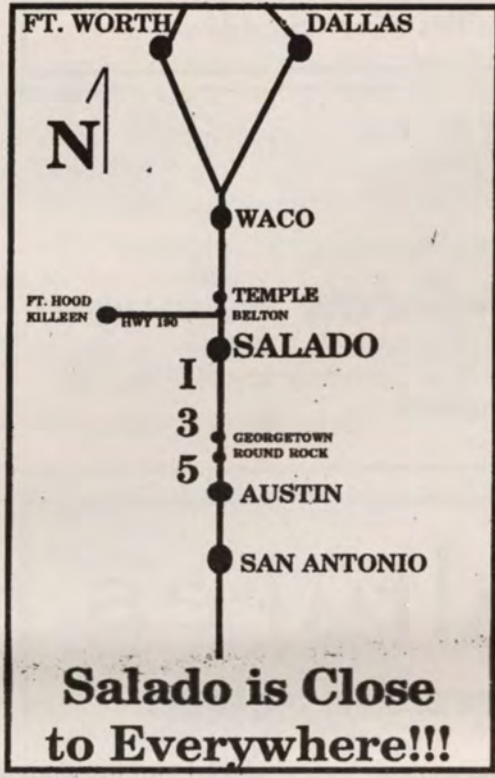 FT. WORTH
DALLAS
N
WACO
TEMPLE
FT. HOOD
KILLEEN
HWY 190
BELTON
SALADO
I
3
5
GEORGETOWN
ROUND ROCK
AUSTIN
SAN ANTONIO
Salado is Close
to Everywhere!!!